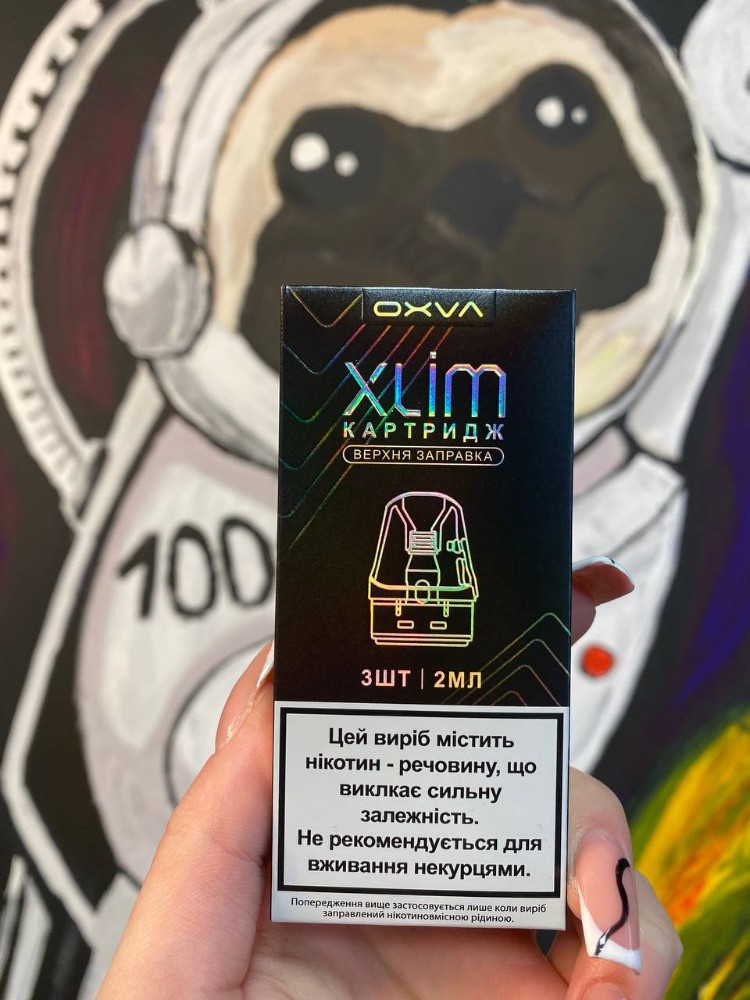 OXVA
XLIM
КАРТРИДЖ
ВЕРХНЯ ЗАПРАВКА
3ШТ | 2МЛ
Цей виріб містить
нікотин - речовину, що
виклкає сильну
залежність.
Не рекомендується для
вживання некурцями.
Попередження вище застосовується лише коли виріб
заправлений нікотиновмісною рідиною.
100